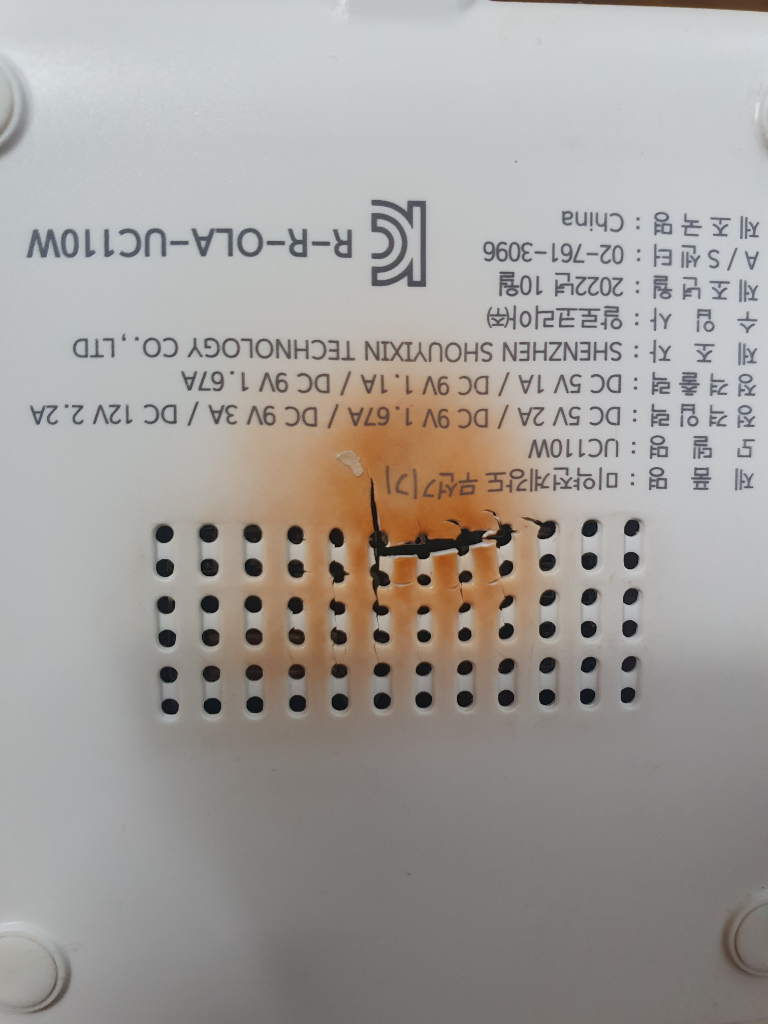 제 품 명 : 미약전계강도 무선기기
모 델 명 : UC110W
정격입력 : DC 5V 2A / DC 9V 1.67A / DC 9V 3A / DC 12V 2.2A
정격출력 : DC 5V 1A / DC 9V 1.1A / DC 9V 1.67A
제 조 자 : SHENZHEN SHOUYIXIN TECHNOLOGY CO.,LTD
수 입 사 : 알로코리아(주)
제조년월 : 2022년 10월
A/S센터 : 02-761-3096
제조국명 : China
R-R-OLA-UC110W